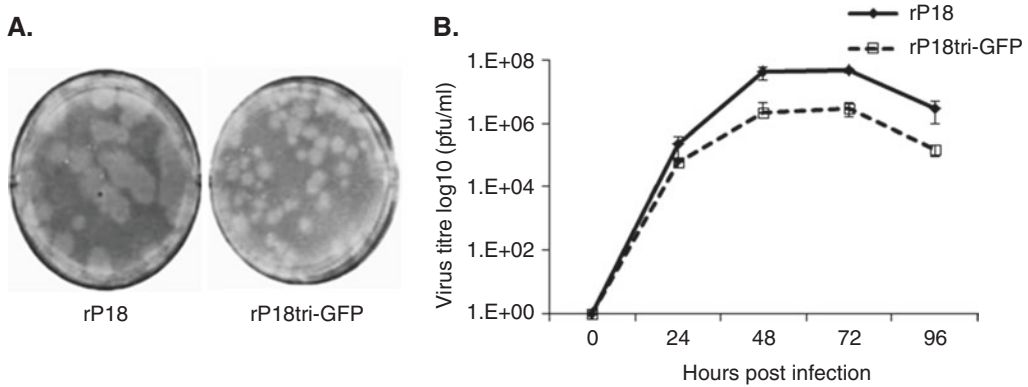 A.
rP18
rP18tri-GFP
B.
rP18
rP18tri-GFP
Virus titre log10 (pfu/ml)
1.E+08
1.E+06
1.E+04
1.E+02
1.E+00
0 24 48 72 96
Hours post infection